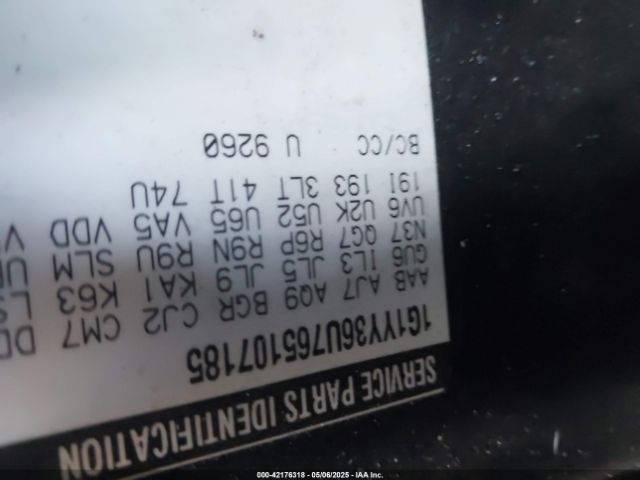 SERVICE PARTS IDENTIFICATION
1G1YY36U765107185
AAB AJ7 AQ9 BGR CJ2 CM7
GU6 IL3 JL5 JL9 KA1 K63
N37 QG7 R6P R9N R9U SLM
UV6 U2K U52 U65 VA5 VDD
19I 193 3LT 41T 74U
BC/CC U 9260
000-42176318 - 05/06/2025 - IAA Inc.